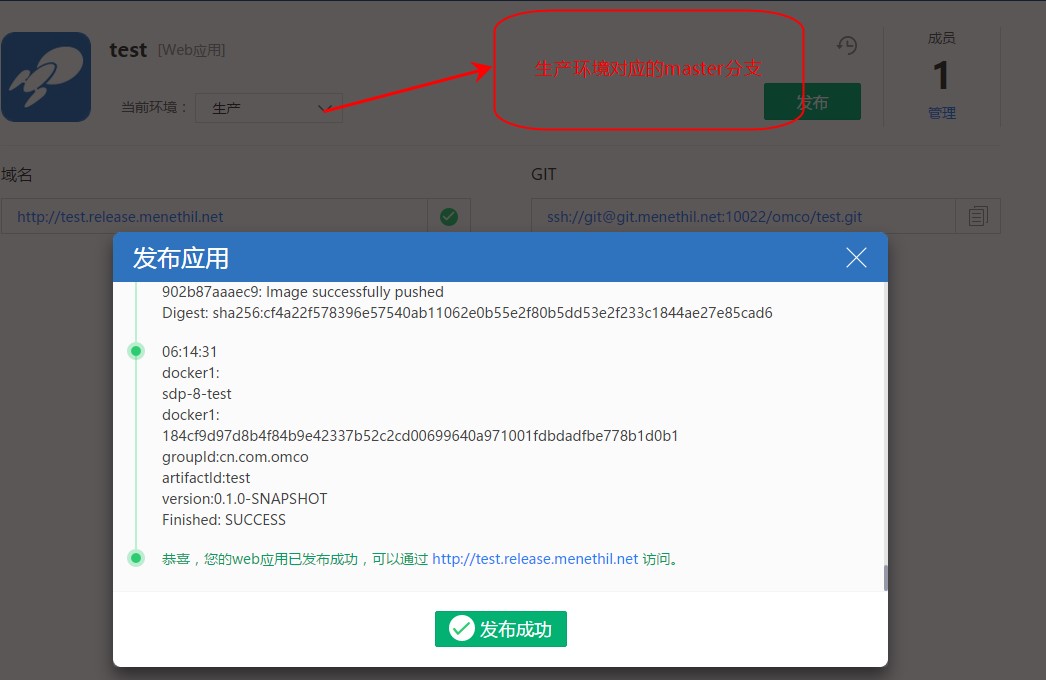 test [Web应用]
生产环境对应的master分支
成员
1
管理
当前环境：
生产
发布
域名
GIT
http://test.release.menethil.net
ssh://git@git.menethil.net:10022/omco/test.git
发布应用
902b87aaaec9: Image successfully pushed
Digest: sha256:cf4a22f578396e57540ab11062e0b55e2f80b5dd53e2f233c1844ae27e85cad6
06:14:31
docker1:
sdp-8-test
docker1:
184cf9d97d8b4f84b9e42337b52c2cd00699640a971001fdbdadfbe778b1d0b1
groupId:cn.com.omco
artifactId:test
version:0.1.0-SNAPSHOT
Finished: SUCCESS
恭喜，您的web应用已发布成功，可以通过 http://test.release.menethil.net 访问。
发布成功